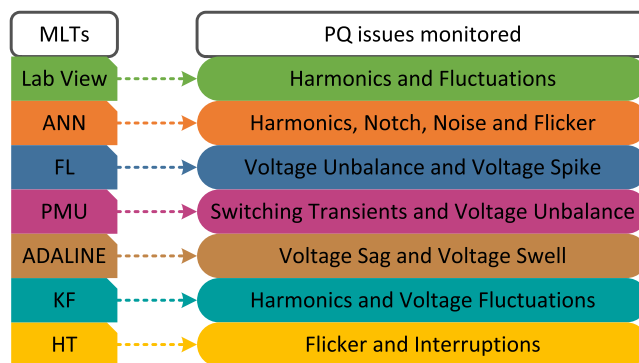 MLTs
PQ issues monitored
Lab View
Harmonics and Fluctuations
ANN
Harmonics, Notch, Noise and Flicker
FL
Voltage Unbalance and Voltage Spike
PMU
Switching Transients and Voltage Unbalance
ADALINE
Voltage Sag and Voltage Swell
KF
Harmonics and Voltage Fluctuations
HT
Flicker and Interruptions